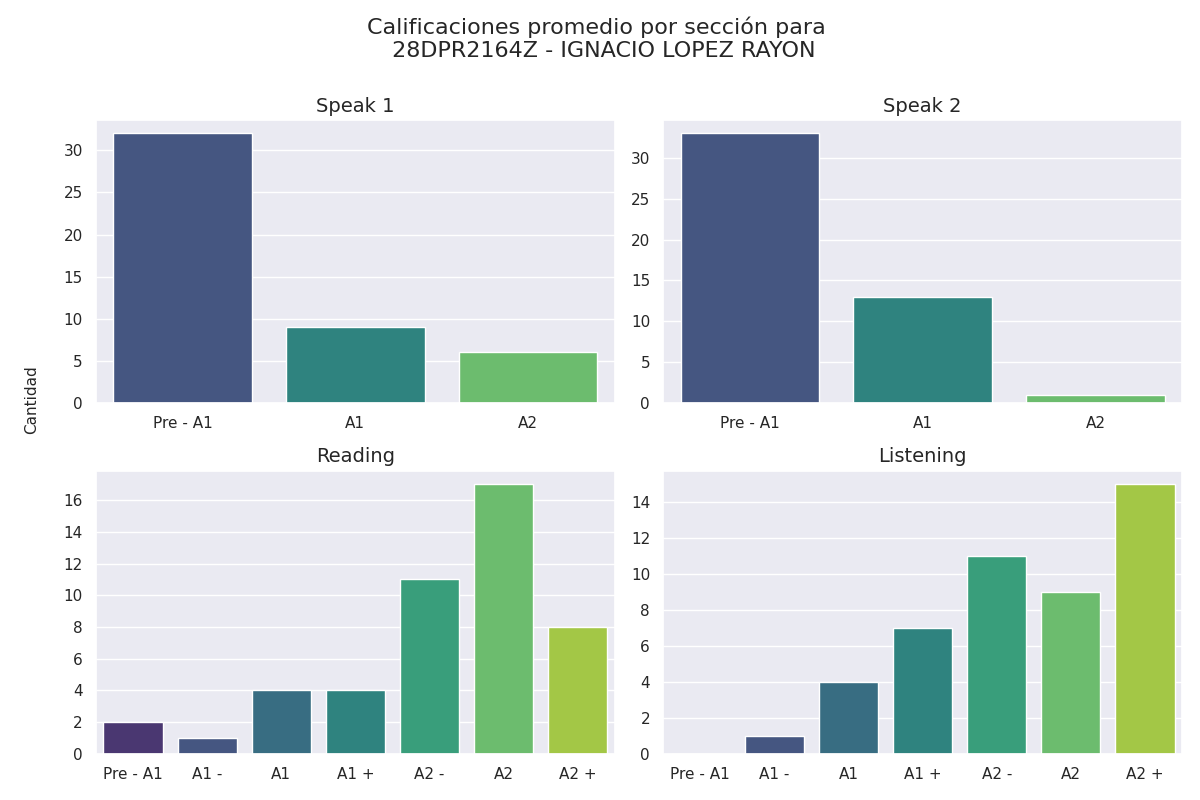 Calificaciones promedio por sección para
28DPR2164Z - IGNACIO LOPEZ RAYON
Cantidad
Speak 1
30
25
20
15
10
5
0
Pre - A1 A1 A2
Speak 2
30
25
20
15
10
5
0
Pre - A1 A1 A2
Reading
16
14
12
10
8
6
4
2
0
Pre - A1 A1 - A1 A1 + A2 - A2 A2 +
Listening
14
12
10
8
6
4
2
0
Pre - A1 A1 - A1 A1 + A2 - A2 A2 +